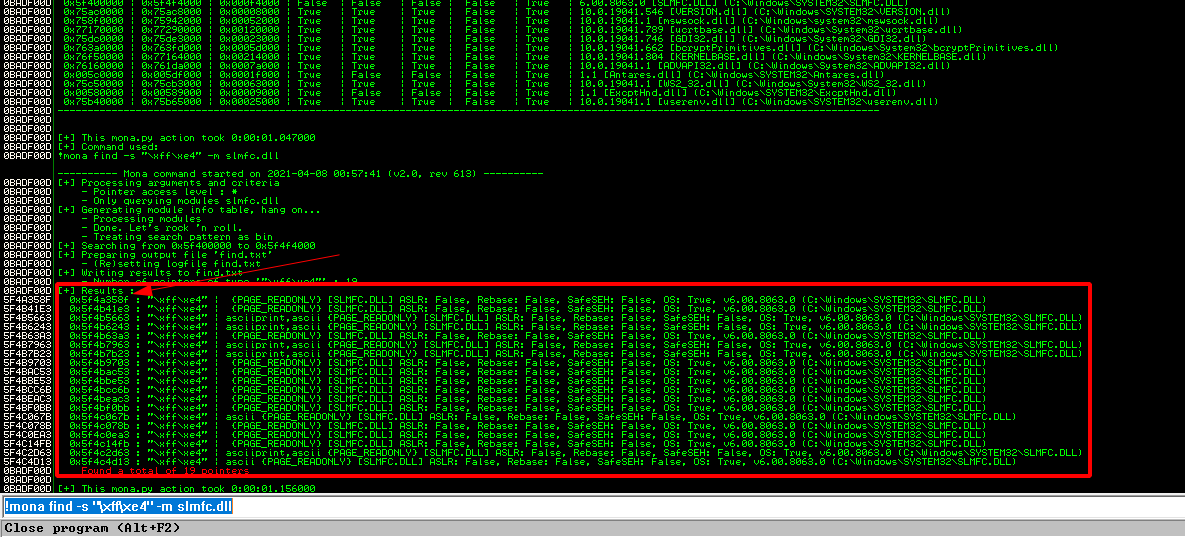 0BADF00D 0x5f400000 | 0x5f4f4000 | 0x000f4000 | False | False | False | False | True | 6.00.8063.0 [SLMFC.DLL] (C:\Windows\SYSTEM32\SLMFC.DLL)
0BADF00D 0x75ac0000 | 0x75ac8000 | 0x00008000 | True | True | True | False | True | 10.0.19041.546 [VERSION.dll] (C:\Windows\SYSTEM32\VERSION.dll)
0BADF00D 0x758f0000 | 0x75942000 | 0x00052000 | True | True | True | False | True | 10.0.19041.1 [mswsock.dll] (C:\Windows\system32\mswsock.dll)
0BADF00D 0x77170000 | 0x77290000 | 0x00120000 | True | True | True | False | True | 10.0.19041.789 [ucrtbase.dll] (C:\Windows\System32\ucrtbase.dll)
0BADF00D 0x75dc0000 | 0x75de3000 | 0x00023000 | True | True | True | False | True | 10.0.19041.746 [GDI32.dll] (C:\Windows\System32\GDI32.dll)
0BADF00D 0x763a0000 | 0x763fd000 | 0x0005d000 | True | True | True | False | True | 10.0.19041.662 [bcryptPrimitives.dll] (C:\Windows\System32\bcryptPrimitives.dll)
0BADF00D 0x76f50000 | 0x77164000 | 0x00214000 | True | True | True | False | True | 10.0.19041.804 [KERNELBASE.dll] (C:\Windows\System32\KERNELBASE.dll)
0BADF00D 0x76160000 | 0x761da000 | 0x0007a000 | True | True | True | False | True | 10.0.19041.1 [ADVAPI32.dll] (C:\Windows\System32\ADVAPI32.dll)
0BADF00D 0x005c0000 | 0x005df000 | 0x0001f000 | True | False | False | False | True | 1.1 [Antares.dll] (C:\Windows\SYSTEM32\Antares.dll)
0BADF00D 0x75c50000 | 0x75cb3000 | 0x00063000 | True | True | True | False | True | 10.0.19041.1 [WS2_32.dll] (C:\Windows\System32\WS2_32.dll)
0BADF00D 0x00580000 | 0x00589000 | 0x00009000 | True | False | False | False | True | 1.1 [ExcptHnd.dll] (C:\Windows\SYSTEM32\ExcptHnd.dll)
0BADF00D 0x75b40000 | 0x75b65000 | 0x00025000 | True | True | True | False | True | 10.0.19041.1 [userenv.dll] (C:\Windows\SYSTEM32\userenv.dll)
0BADF00D
0BADF00D
0BADF00D
0BADF00D [+] This mona.py action took 0:00:01.047000
0BADF00D [+] Command used:
0BADF00D !mona find -s "\xff\xe4" -m slmfc.dll
---------- Mona command started on 2021-04-08 00:57:41 (v2.0, rev 613) ----------
0BADF00D [+] Processing arguments and criteria
0BADF00D - Pointer access level : *
0BADF00D - Only querying modules slmfc.dll
0BADF00D [+] Generating module info table, hang on...
0BADF00D - Processing modules
0BADF00D - Done. Let's rock 'n roll.
0BADF00D - Treating search pattern as bin
0BADF00D [+] Searching from 0x5f400000 to 0x5f4f4000
0BADF00D [+] Preparing output file 'find.txt'
0BADF00D - (Re)setting logfile find.txt
0BADF00D [+] Writing results to find.txt
0BADF00D - Number of pointers of type '"\xff\xe4"' : 19
0BADF00D [+] Results :
5F4A358F 0x5f4a358f : "\xff\xe4" | {PAGE_READONLY} [SLMFC.DLL] ASLR: False, Rebase: False, SafeSEH: False, OS: True, v6.00.8063.0 (C:\Windows\SYSTEM32\SLMFC.DLL)
5F4B41E3 0x5f4b41e3 : "\xff\xe4" | {PAGE_READONLY} [SLMFC.DLL] ASLR: False, Rebase: False, SafeSEH: False, OS: True, v6.00.8063.0 (C:\Windows\SYSTEM32\SLMFC.DLL)
5F4B5663 0x5f4b5663 : "\xff\xe4" | asciiprint,ascii {PAGE_READONLY} [SLMFC.DLL] ASLR: False, Rebase: False, SafeSEH: False, OS: True, v6.00.8063.0 (C:\Windows\SYSTEM32\SLMFC.DLL)
5F4B6243 0x5f4b6243 : "\xff\xe4" | asciiprint,ascii {PAGE_READONLY} [SLMFC.DLL] ASLR: False, Rebase: False, SafeSEH: False, OS: True, v6.00.8063.0 (C:\Windows\SYSTEM32\SLMFC.DLL)
5F4B63A3 0x5f4b63a3 : "\xff\xe4" | {PAGE_READONLY} [SLMFC.DLL] ASLR: False, Rebase: False, SafeSEH: False, OS: True, v6.00.8063.0 (C:\Windows\SYSTEM32\SLMFC.DLL)
5F4B7963 0x5f4b7963 : "\xff\xe4" | asciiprint,ascii {PAGE_READONLY} [SLMFC.DLL] ASLR: False, Rebase: False, SafeSEH: False, OS: True, v6.00.8063.0 (C:\Windows\SYSTEM32\SLMFC.DLL)
5F4B7B23 0x5f4b7b23 : "\xff\xe4" | asciiprint,ascii {PAGE_READONLY} [SLMFC.DLL] ASLR: False, Rebase: False, SafeSEH: False, OS: True, v6.00.8063.0 (C:\Windows\SYSTEM32\SLMFC.DLL)
5F4B9703 0x5f4b9703 : "\xff\xe4" | {PAGE_READONLY} [SLMFC.DLL] ASLR: False, Rebase: False, SafeSEH: False, OS: True, v6.00.8063.0 (C:\Windows\SYSTEM32\SLMFC.DLL)
5F4BAC53 0x5f4bac53 : "\xff\xe4" | {PAGE_READONLY} [SLMFC.DLL] ASLR: False, Rebase: False, SafeSEH: False, OS: True, v6.00.8063.0 (C:\Windows\SYSTEM32\SLMFC.DLL)
5F4BBE53 0x5f4bbe53 : "\xff\xe4" | {PAGE_READONLY} [SLMFC.DLL] ASLR: False, Rebase: False, SafeSEH: False, OS: True, v6.00.8063.0 (C:\Windows\SYSTEM32\SLMFC.DLL)
5F4BCC6B 0x5f4bcc6b : "\xff\xe4" | {PAGE_READONLY} [SLMFC.DLL] ASLR: False, Rebase: False, SafeSEH: False, OS: True, v6.00.8063.0 (C:\Windows\SYSTEM32\SLMFC.DLL)
5F4BEAC3 0x5f4beac3 : "\xff\xe4" | {PAGE_READONLY} [SLMFC.DLL] ASLR: False, Rebase: False, SafeSEH: False, OS: True, v6.00.8063.0 (C:\Windows\SYSTEM32\SLMFC.DLL)
5F4BF0BB 0x5f4bf0bb : "\xff\xe4" | {PAGE_READONLY} [SLMFC.DLL] ASLR: False, Rebase: False, SafeSEH: False, OS: True, v6.00.8063.0 (C:\Windows\SYSTEM32\SLMFC.DLL)
5F4C067B 0x5f4c067b : "\xff\xe4" | ascii {PAGE_READONLY} [SLMFC.DLL] ASLR: False, Rebase: False, SafeSEH: False, OS: True, v6.00.8063.0 (C:\Windows\SYSTEM32\SLMFC.DLL)
5F4C078B 0x5f4c078b : "\xff\xe4" | {PAGE_READONLY} [SLMFC.DLL] ASLR: False, Rebase: False, SafeSEH: False, OS: True, v6.00.8063.0 (C:\Windows\SYSTEM32\SLMFC.DLL)
5F4C0EA3 0x5f4c0ea3 : "\xff\xe4" | {PAGE_READONLY} [SLMFC.DLL] ASLR: False, Rebase: False, SafeSEH: False, OS: True, v6.00.8063.0 (C:\Windows\SYSTEM32\SLMFC.DLL)
5F4C14FB 0x5f4c14fb : "\xff\xe4" | {PAGE_READONLY} [SLMFC.DLL] ASLR: False, Rebase: False, SafeSEH: False, OS: True, v6.00.8063.0 (C:\Windows\SYSTEM32\SLMFC.DLL)
5F4C2D63 0x5f4c2d63 : "\xff\xe4" | asciiprint,ascii {PAGE_READONLY} [SLMFC.DLL] ASLR: False, Rebase: False, SafeSEH: False, OS: True, v6.00.8063.0 (C:\Windows\SYSTEM32\SLMFC.DLL)
5F4C4D13 0x5f4c4d13 : "\xff\xe4" | ascii {PAGE_READONLY} [SLMFC.DLL] ASLR: False, Rebase: False, SafeSEH: False, OS: True, v6.00.8063.0 (C:\Windows\SYSTEM32\SLMFC.DLL)
0BADF00D Found a total of 19 pointers
0BADF00D
0BADF00D [+] This mona.py action took 0:00:01.156000
!mona find -s "\xff\xe4" -m slmfc.dll
Close program (Alt+F2)